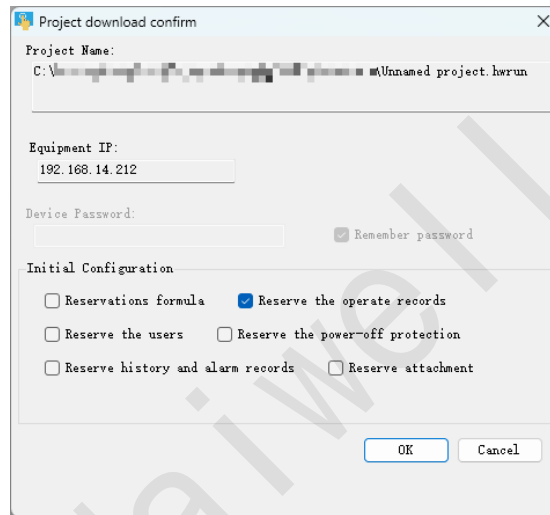 Project download confirm
Project Name:
C:\ \Unnamed project.hwrun
Equipment IP:
192.168.14.212
Device Password:
Remember password
Initial Configuration
Reservations formula Reserve the operate records
Reserve the users Reserve the power-off protection
Reserve history and alarm records Reserve attachment
OK Cancel